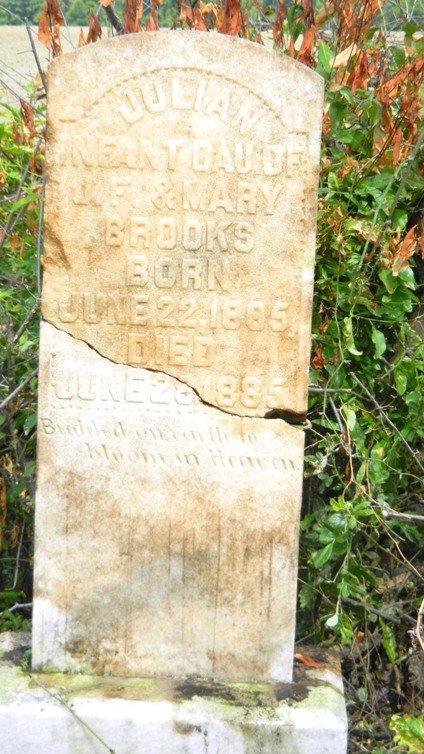 JULIAN
INFANT DAU. OF
J. F. & MARY
BROOKS
BORN
JUNE 22, 1885
DIED
JUNE 1885
Budded on earth to
bloom in Heaven